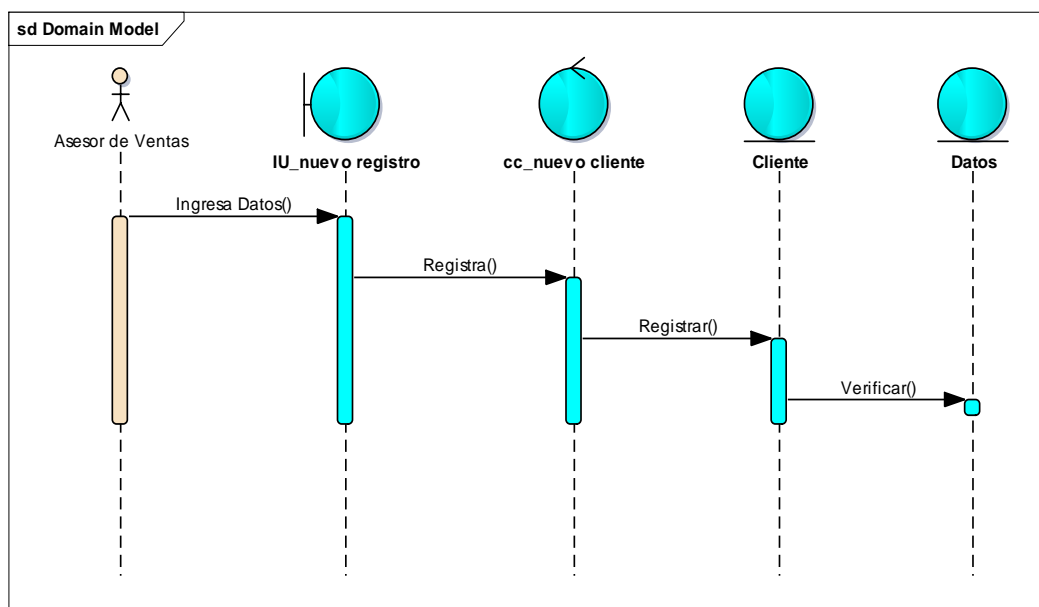 sd Domain Model
Asesor de Ventas
IU_nuevo registro
cc_nuevo cliente
Cliente
Datos
Ingresa Datos()
Registra()
Registrar()
Verificar()